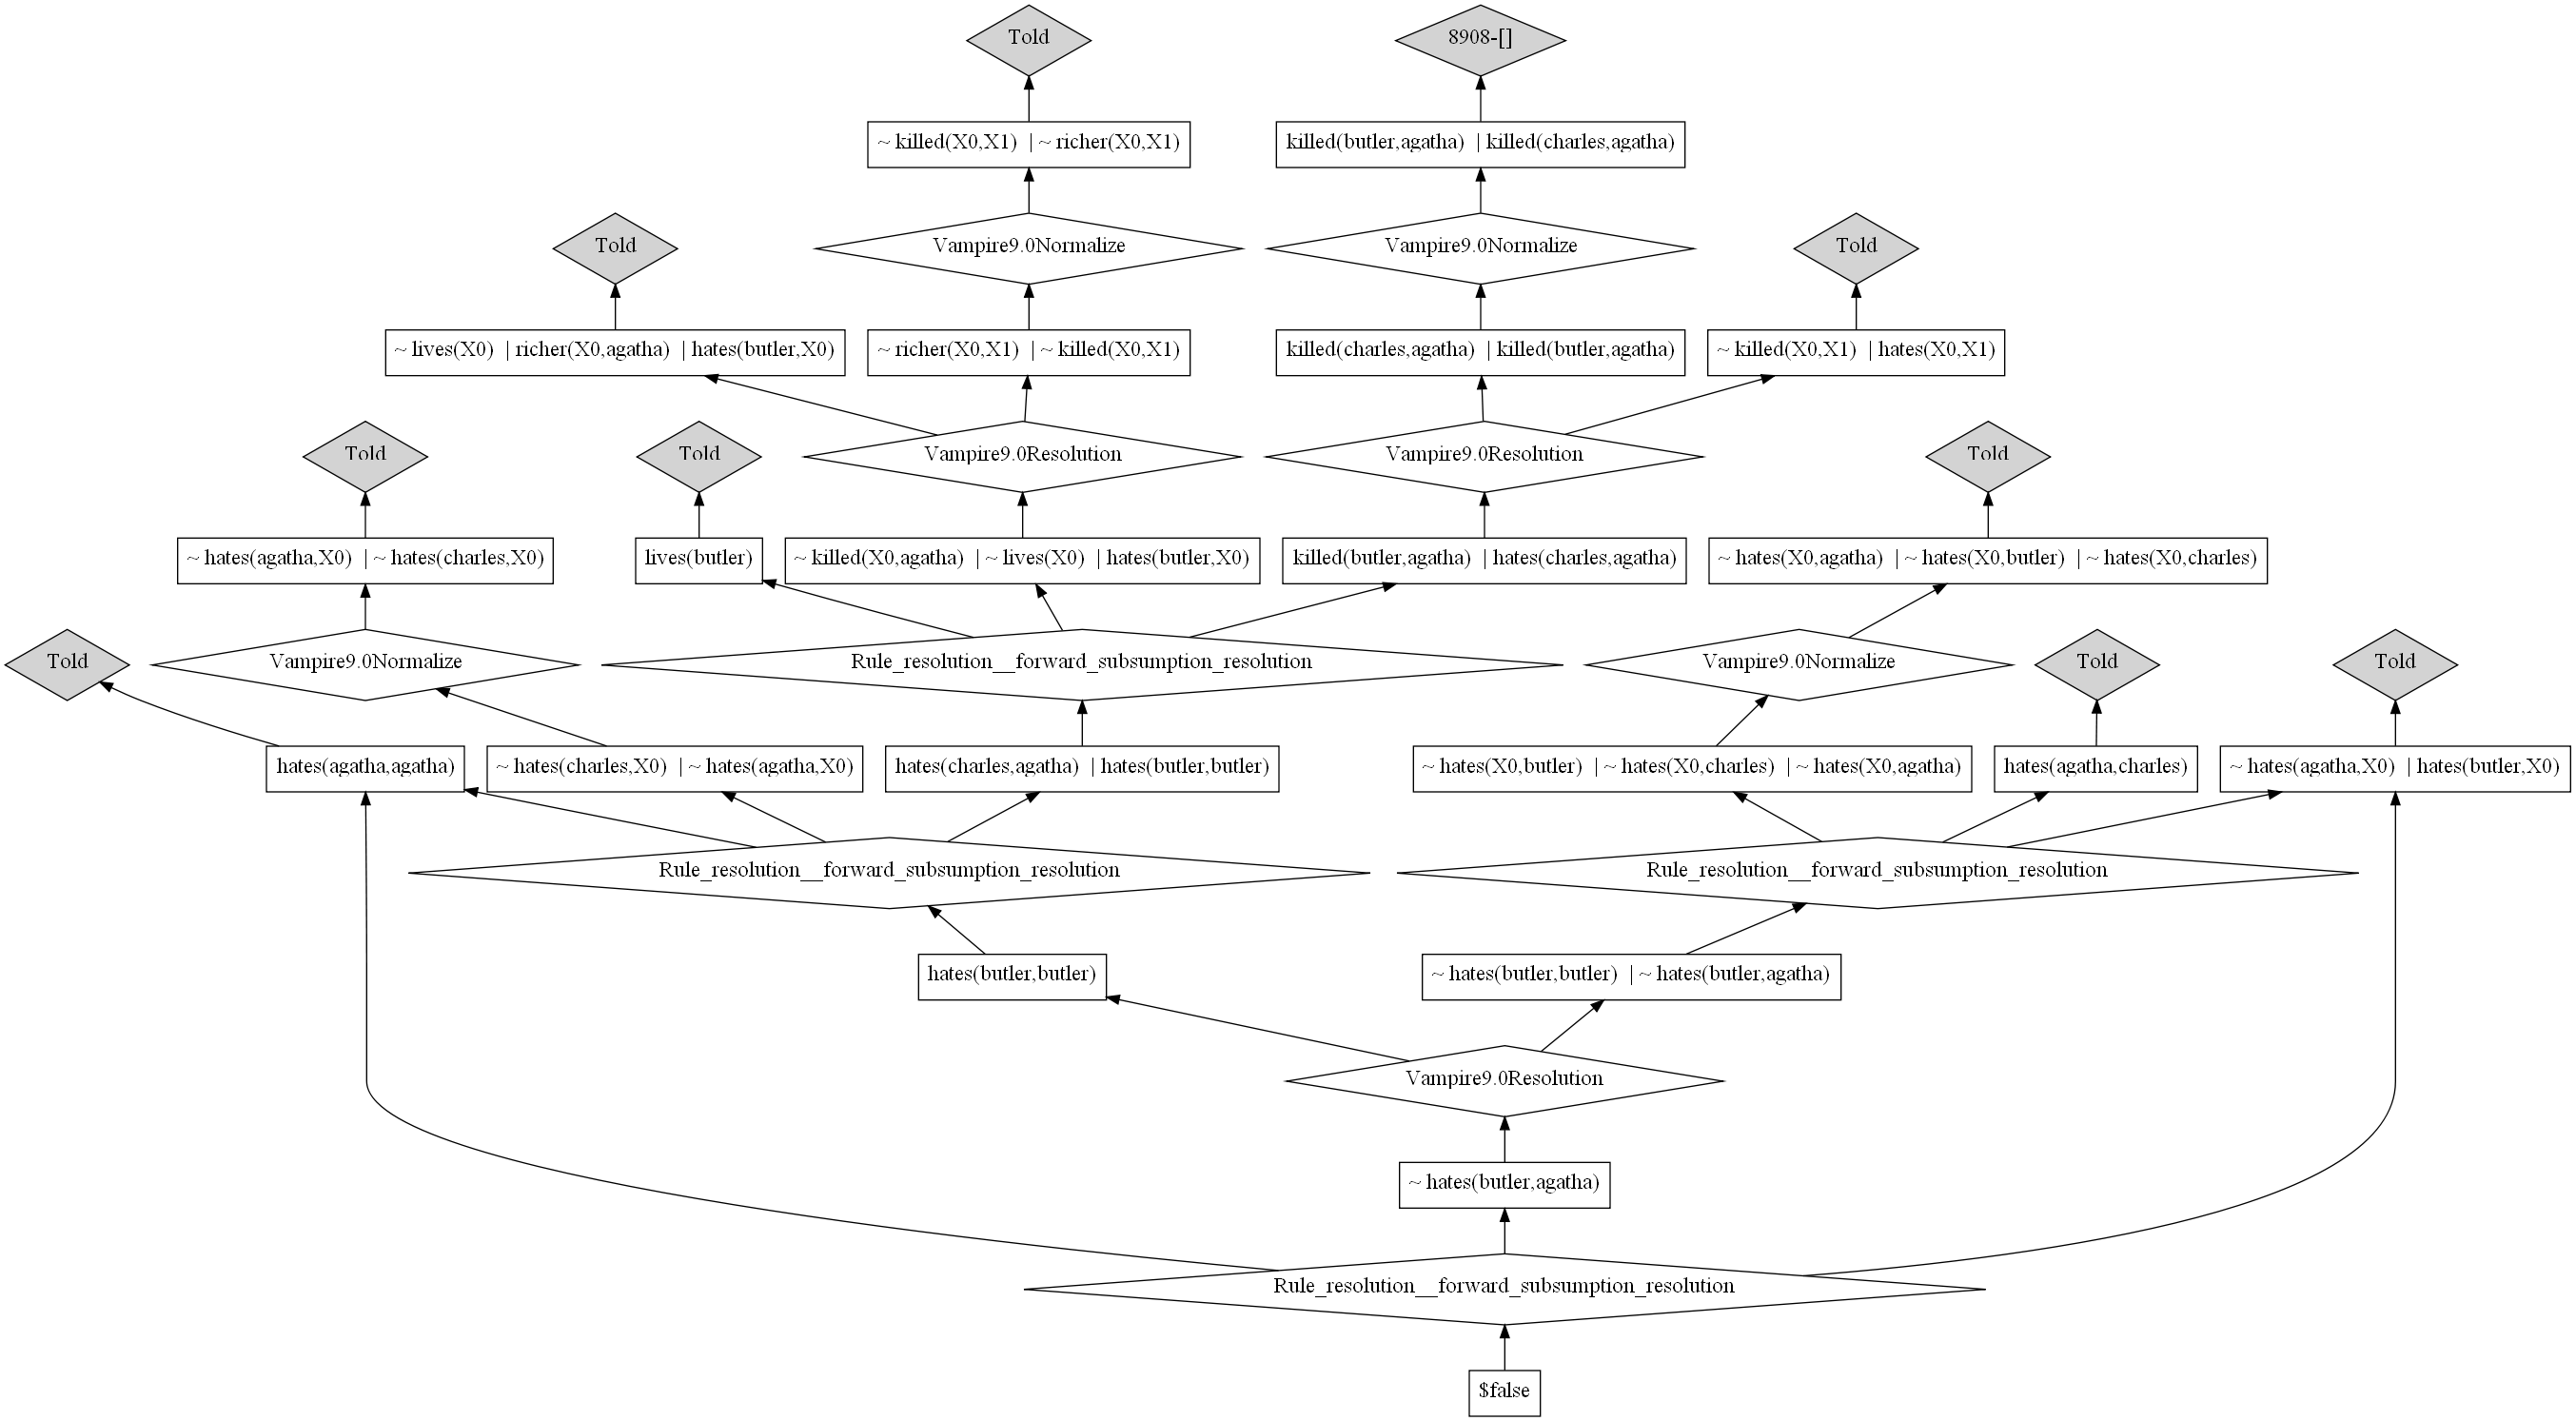 Told
8908-[]
~ killed(X0,X1) | ~ richer(X0,X1)
killed(butler,agatha) | killed(charles,agatha)
Told
Vampire9.0Normalize
Vampire9.0Normalize
Told
~ lives(X0) | richer(X0,agatha) | hates(butler,X0)
~ richer(X0,X1) | ~ killed(X0,X1)
killed(charles,agatha) | killed(butler,agatha)
~ killed(X0,X1) | hates(X0,X1)
Told
Told
Vampire9.0Resolution
Vampire9.0Resolution
Told
~ hates(agatha,X0) | ~ hates(charles,X0)
lives(butler)
~ killed(X0,agatha) | ~ lives(X0) | hates(butler,X0)
killed(butler,agatha) | hates(charles,agatha)
~ hates(X0,agatha) | ~ hates(X0,butler) | ~ hates(X0,charles)
Told
Vampire9.0Normalize
Rule_resolution__forward_subsumption_resolution
Vampire9.0Normalize
Told
Told
hates(agatha,agatha)
~ hates(charles,X0) | ~ hates(agatha,X0)
hates(charles,agatha) | hates(butler,butler)
~ hates(X0,butler) | ~ hates(X0,charles) | ~ hates(X0,agatha)
hates(agatha,charles)
~ hates(agatha,X0) | hates(butler,X0)
Rule_resolution__forward_subsumption_resolution
Rule_resolution__forward_subsumption_resolution
hates(butler,butler)
~ hates(butler,butler) | ~ hates(butler,agatha)
Vampire9.0Resolution
~ hates(butler,agatha)
Rule_resolution__forward_subsumption_resolution
$false